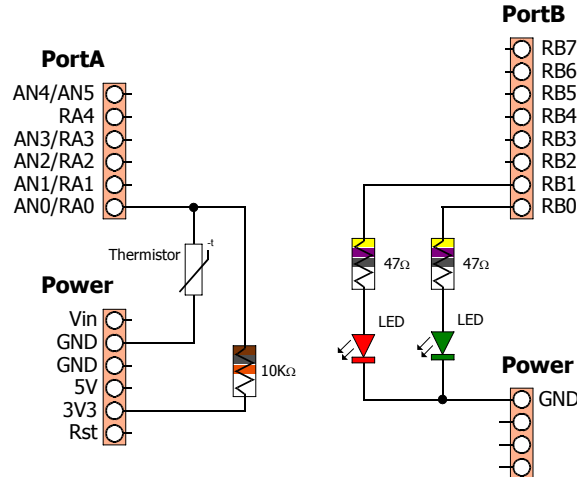 PortB
RB7
RB6
RB5
RB4
RB3
RB2
RB1
RB0
PortA
AN4/AN5
RA4
AN3/RA3
AN2/RA2
AN1/RA1
AN0/RA0
Thermistor
-t
47Ω
47Ω
Power
Vin
GND
GND
5V
3V3
Rst
10KΩ
LED
LED
Power
GND